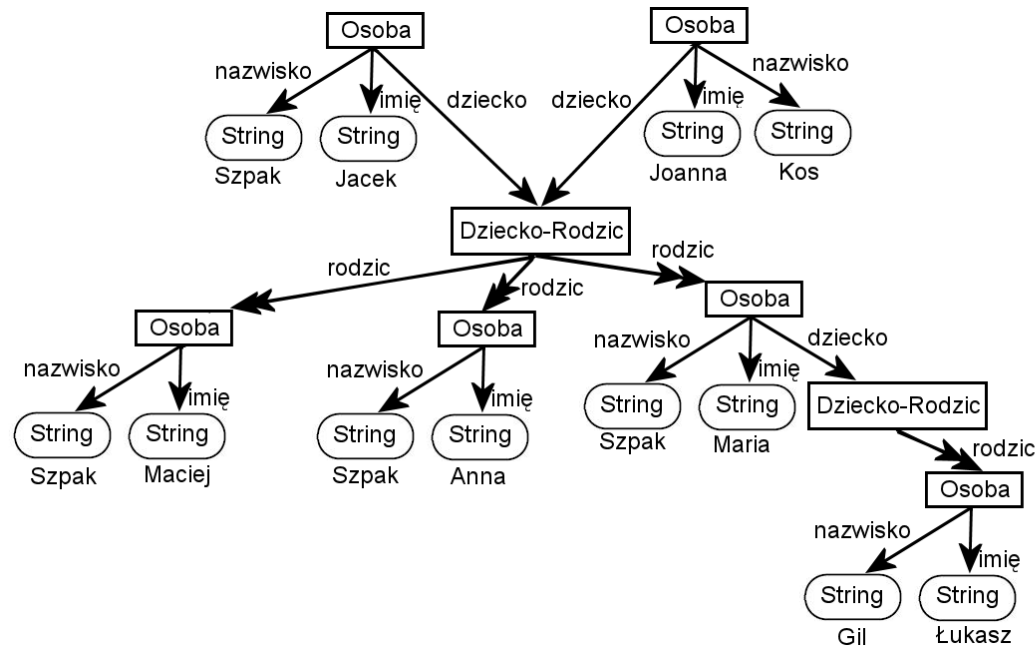 Osoba
Osoba
nazwisko
imię
dziecko
dziecko
imię
nazwisko
String
String
String
String
Szpak
Jacek
Joanna
Kos
Dziecko-Rodzic
rodzic
rodzic
rodzic
Osoba
Osoba
Osoba
nazwisko
imię
nazwisko
imię
nazwisko
imię
dziecko
String
String
String
String
String
String
Dziecko-Rodzic
Szpak
Maciej
Szpak
Anna
Szpak
Maria
rodzic
Osoba
nazwisko
imię
String
String
Gil
Łukasz